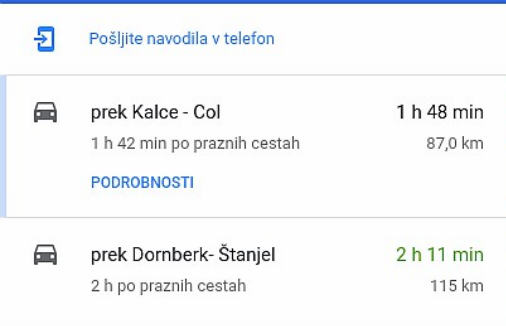 Pošljite navodila v telefon
prek Kalce - Col 1 h 48 min
1 h 42 min po praznih cestah 87,0 km
PODROBNOSTI
prek Dornberk- Štanjel 2 h 11 min
2 h po praznih cestah 115 km